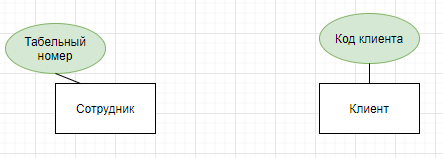 Табельный
номер
Код клиента
Сотрудник
Клиент